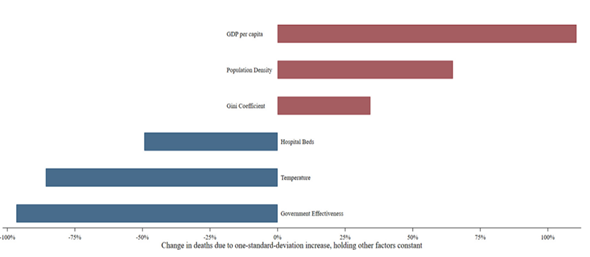 GDP per capita
Population Density
Gini Coefficient
Hospital Beds
Temperature
Government Effectiveness
-100% -75% -50% -25% 0% 25% 50% 75% 100%
Change in deaths due to one-standard-deviation increase, holding other factors constant